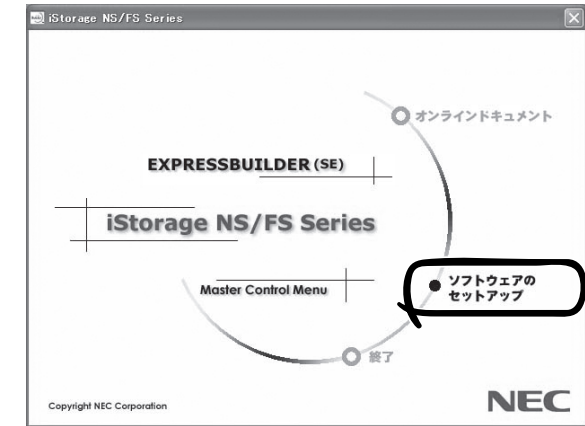 iStorage NS/FS Series
オンラインドキュメント
EXPRESSBUILDER (SE)
iStorage NS/FS Series
Master Control Menu
ソフトウェアの
セットアップ
終了
Copyright NEC Corporation
NEC